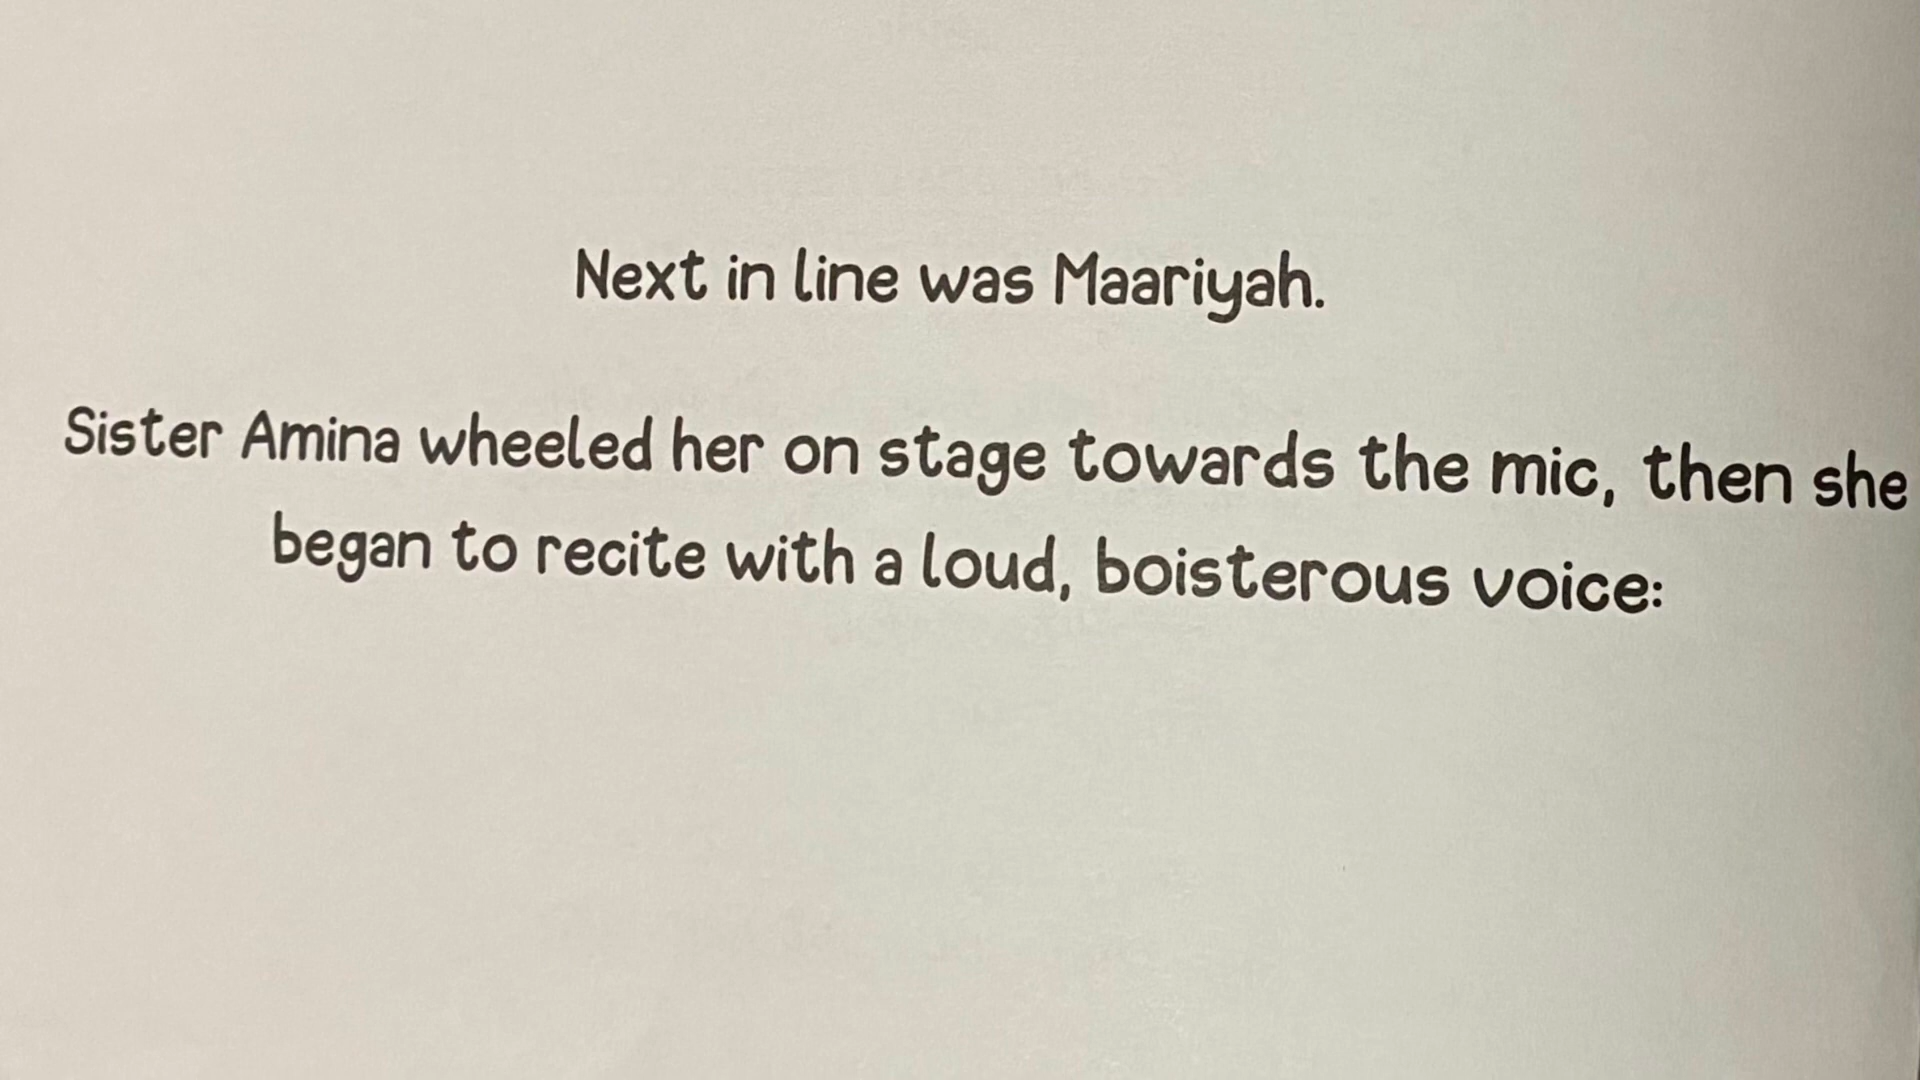 Next in line was Maariyah.
Sister Amina wheeled her on stage towards the mic, then she
began to recite with a loud, boisterous voice: